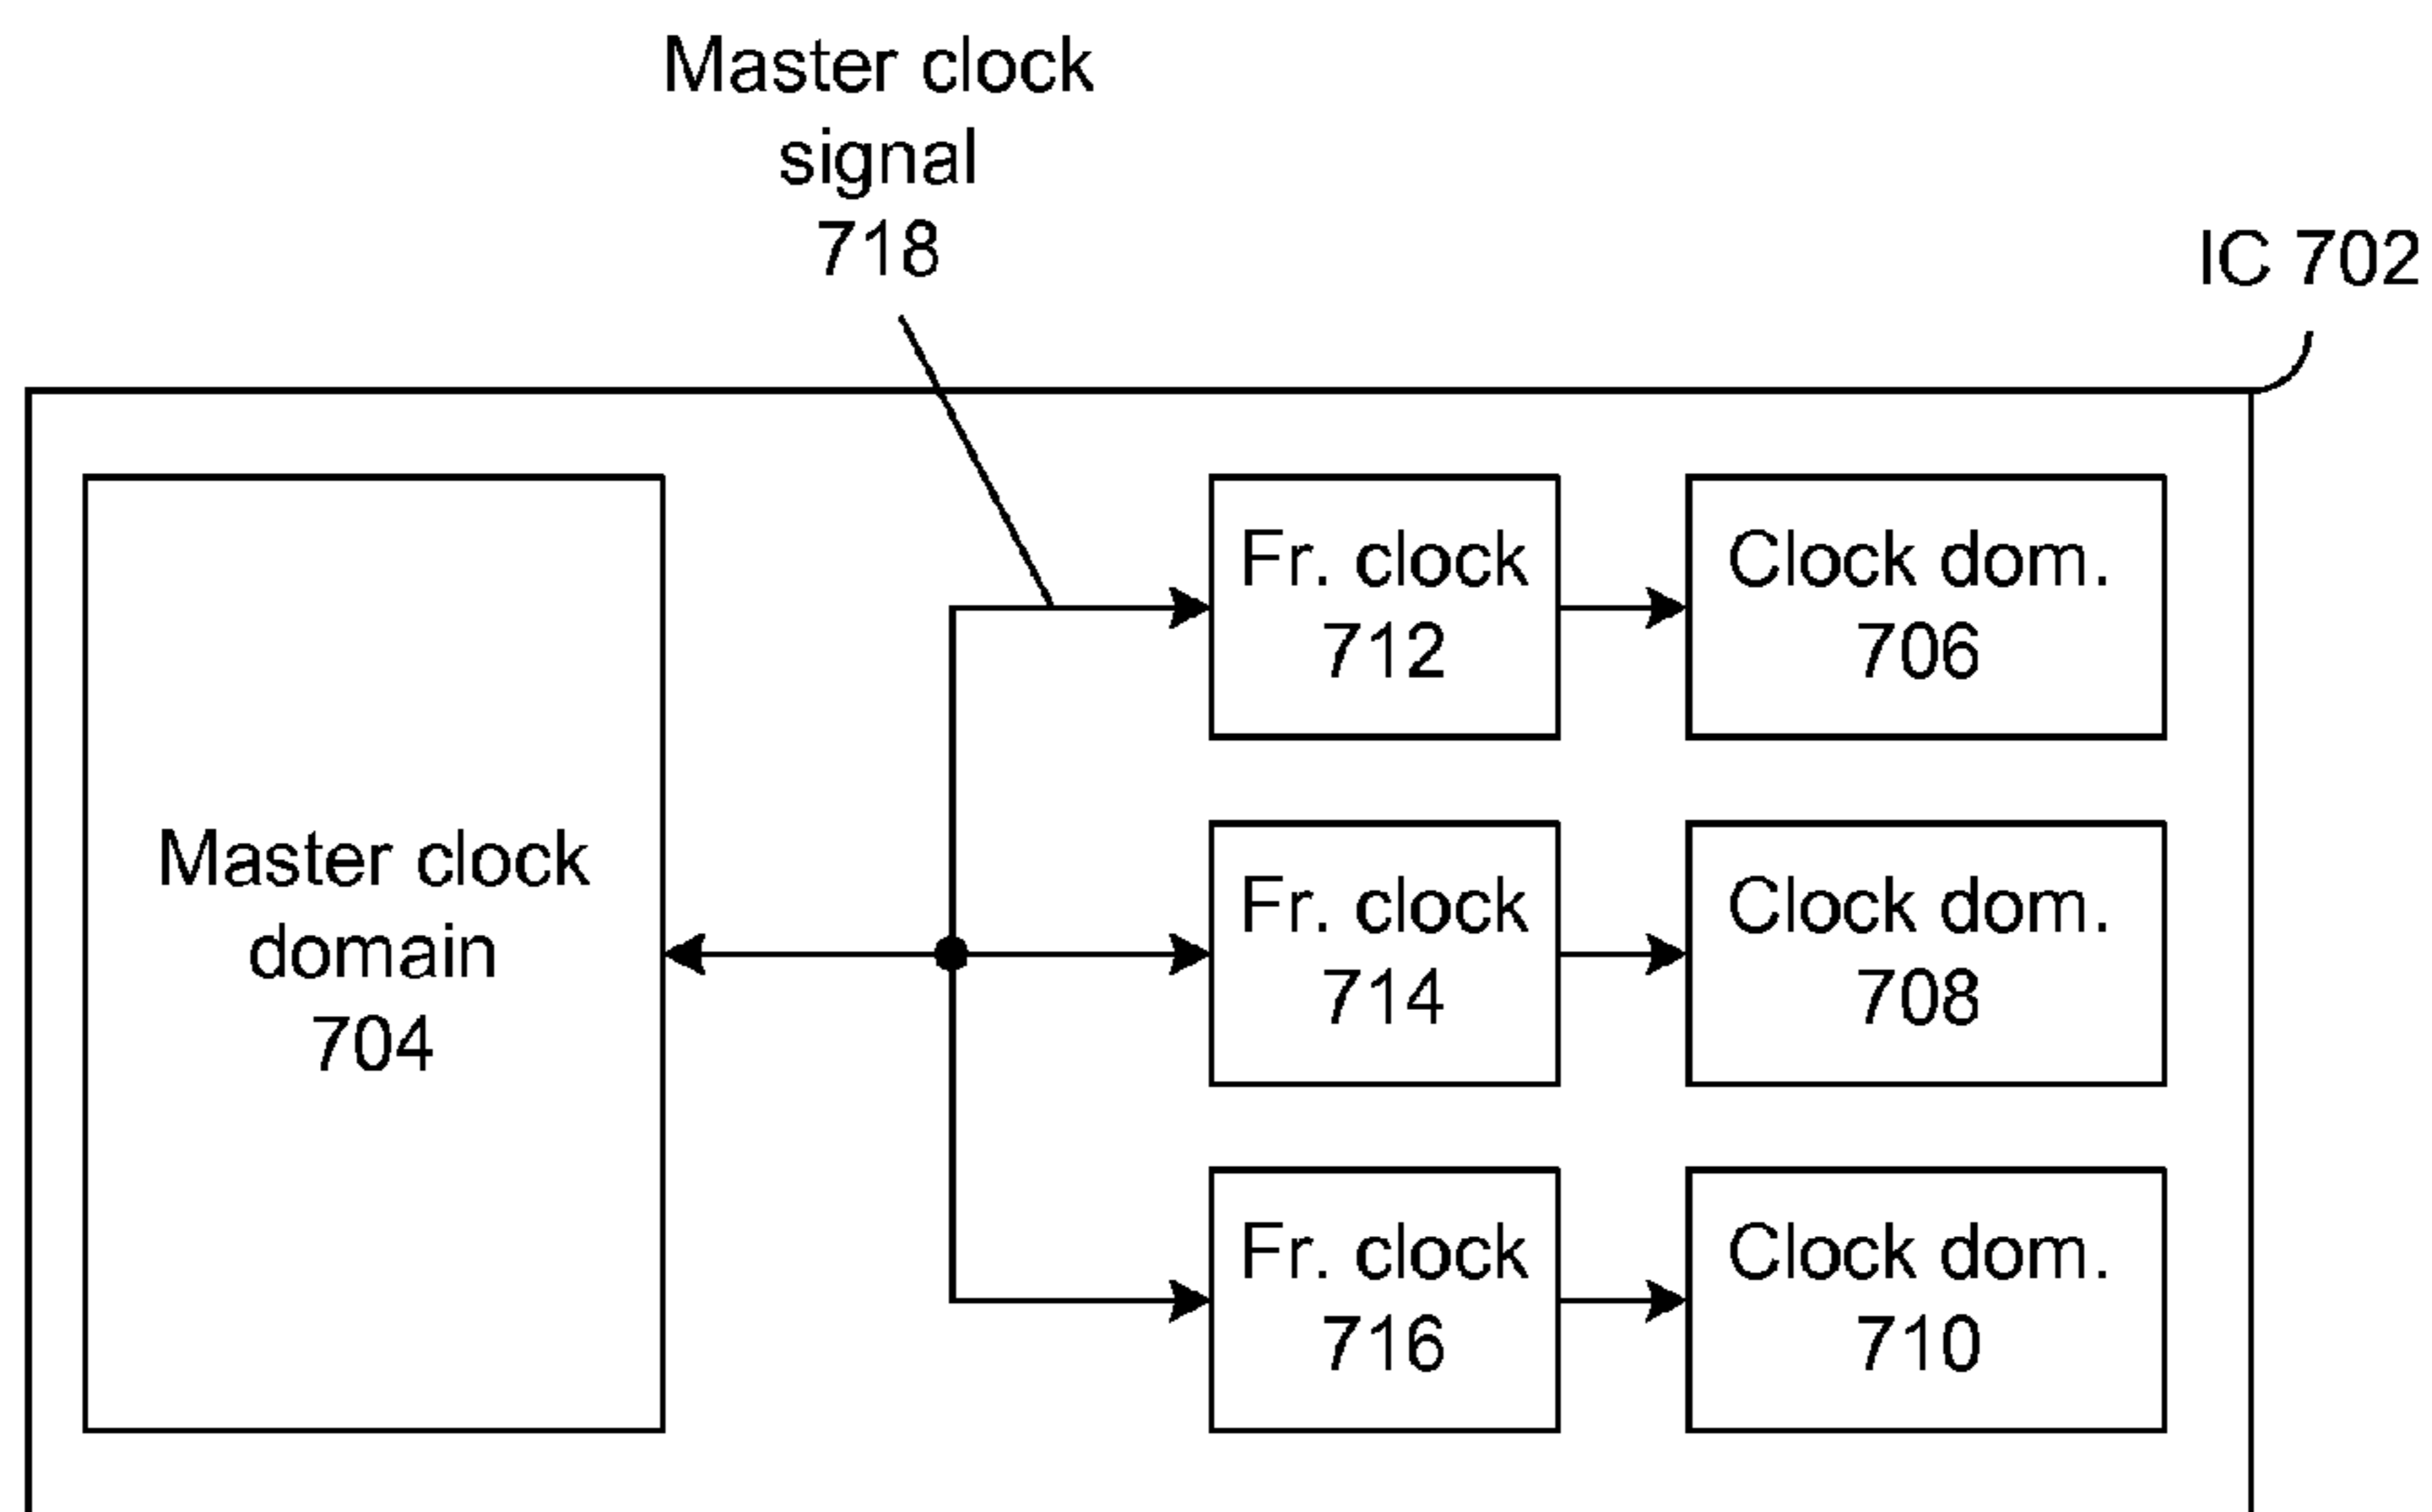 Master clock
signal
718
IC 702
Fr. clock
712
Clock dom.
706
Master clock
domain
704
Fr. clock
714
Clock dom.
708
Fr. clock
716
Clock dom.
710